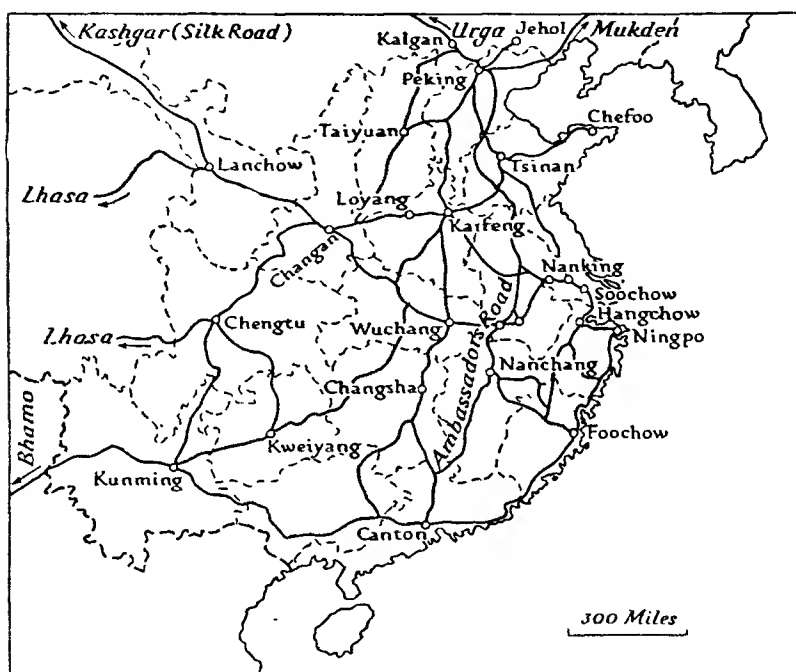 Kashgar (Silk Road)
Urga
Jehol
Kalgan
Mukden
Peking
Chefoo
Taiyuan
Tsinan
Lanchow
Lhasa
Loyang
Kaifeng
Changan
Nanking
Soochow
Hangchow
Ningpo
Lhasa
Chengtu
Wuchang
Ambassadors Road
Nanchang
Changsha
Bhamo
Kweiyang
Foochow
Kunming
Canton
300 Miles